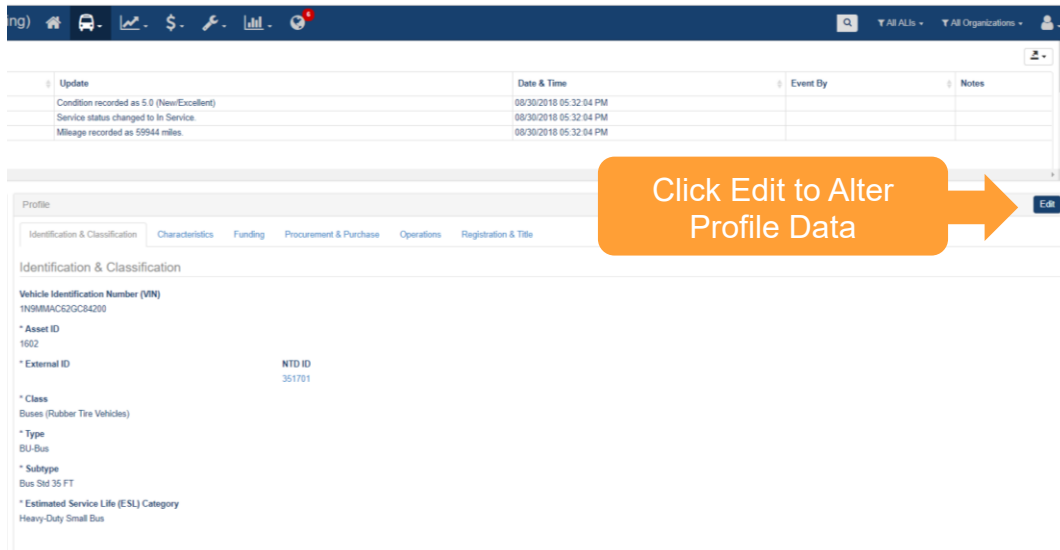 ing)
$
6
All ALIs
All Organizations
Update Date & Time Event By Notes
Condition recorded as 5.0 (New/Excellent) 08/30/2018 05:32:04 PM
Service status changed to In Service. 08/30/2018 05:32:04 PM
Mileage recorded as 59944 miles. 08/30/2018 05:32:04 PM
Click Edit to Alter
Profile Data
Profile
Edit
Identification & Classification Characteristics Funding Procurement & Purchase Operations Registration & Title
Identification & Classification
Vehicle Identification Number (VIN)
1N9MMAC62GC84200
* Asset ID
1602
* External ID NTD ID
351701
* Class
Buses (Rubber Tire Vehicles)
* Type
BU-Bus
* Subtype
Bus Std 35 FT
* Estimated Service Life (ESL) Category
Heavy-Duty Small Bus